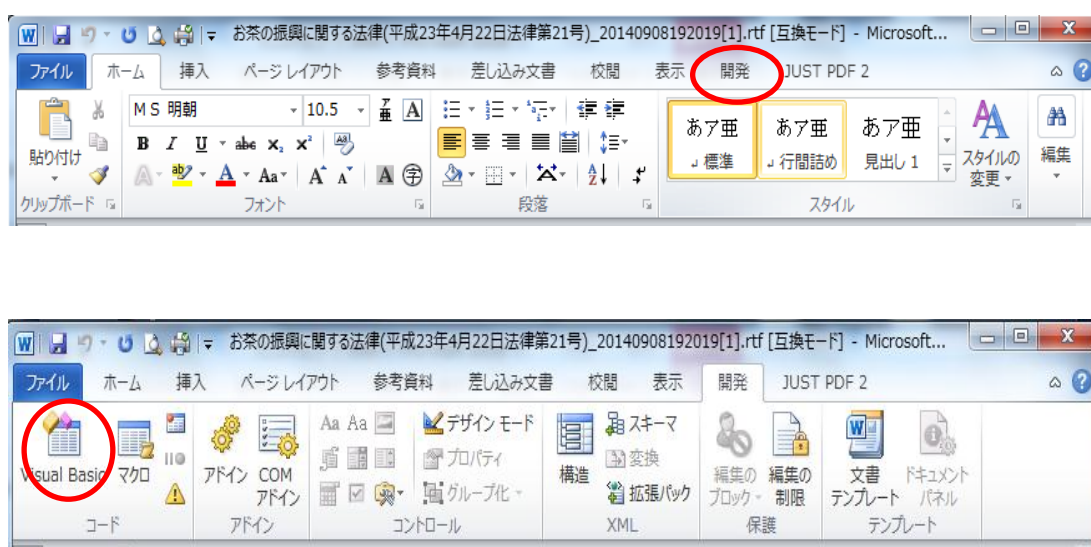 お茶の振興に関する法律(平成23年4月22日法律第21号)_20140908192019[1].rtf [互換モード] - Microsoft...
ファイル ホーム 挿入 ページ レイアウト 参考資料 差し込み文書 校閲 表示 開発 JUST PDF 2
MS 明朝 10.5
貼り付け
あア亜 あア亜 あア亜
標準 行間詰め 見出し 1
スタイルの変更 編集
クリップボード フォント 段落 スタイル
お茶の振興に関する法律(平成23年4月22日法律第21号)_20140908192019[1].rtf [互換モード] - Microsoft...
ファイル ホーム 挿入 ページ レイアウト 参考資料 差し込み文書 校閲 表示 開発 JUST PDF 2
Visual Basic マクロ
アドイン COM アドイン
Aa Aa デザイン モード
プロパティ
グループ化
構造 スキーマ
変換
拡張パック
編集のブロック 編集の制限
文書テンプレート ドキュメント パネル
コード アドイン コントロール XML 保護 テンプレート